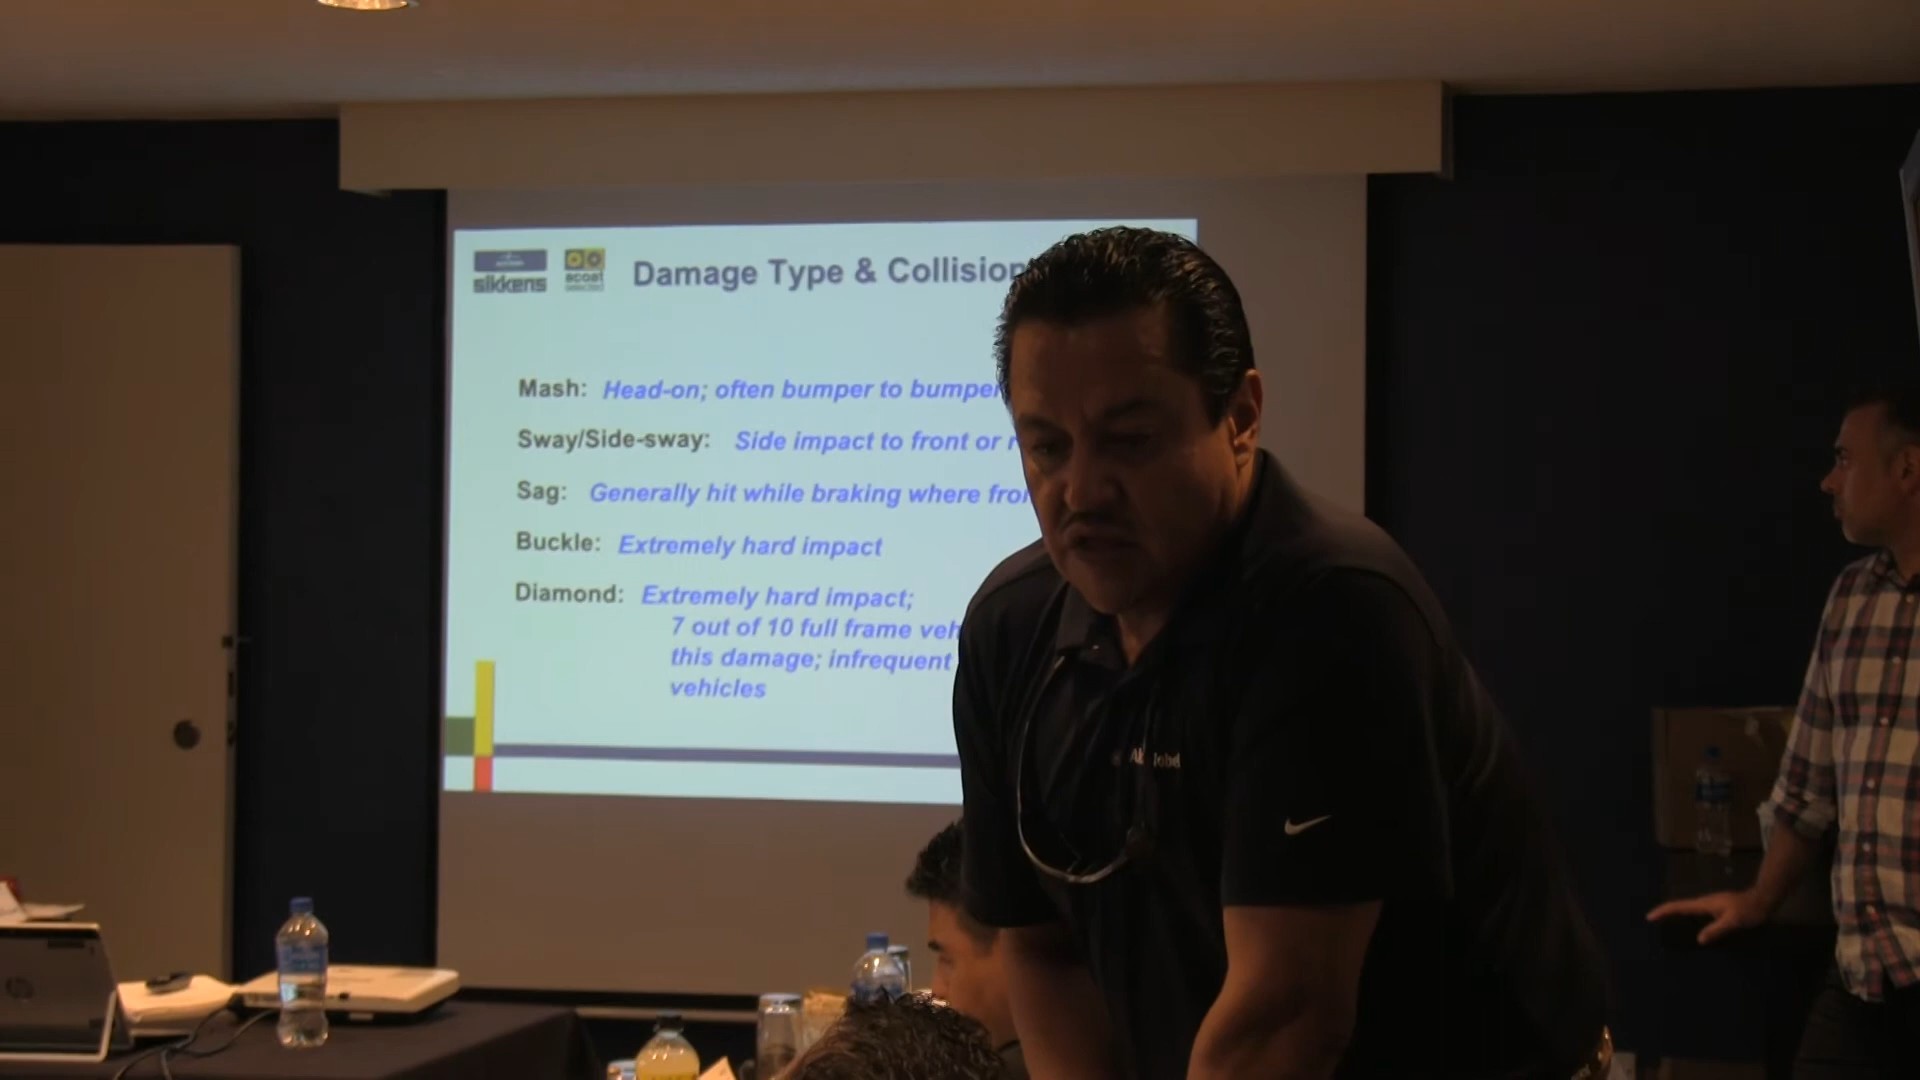 sikkens
acoat
selected
Damage Type & Collision
Mash: Head-on; often bumper to bumper
Sway/Side-sway: Side impact to front or
Sag: Generally hit while braking where
Buckle: Extremely hard impact
Diamond: Extremely hard impact;
7 out of 10 full frame
this damage; infrequent
vehicles